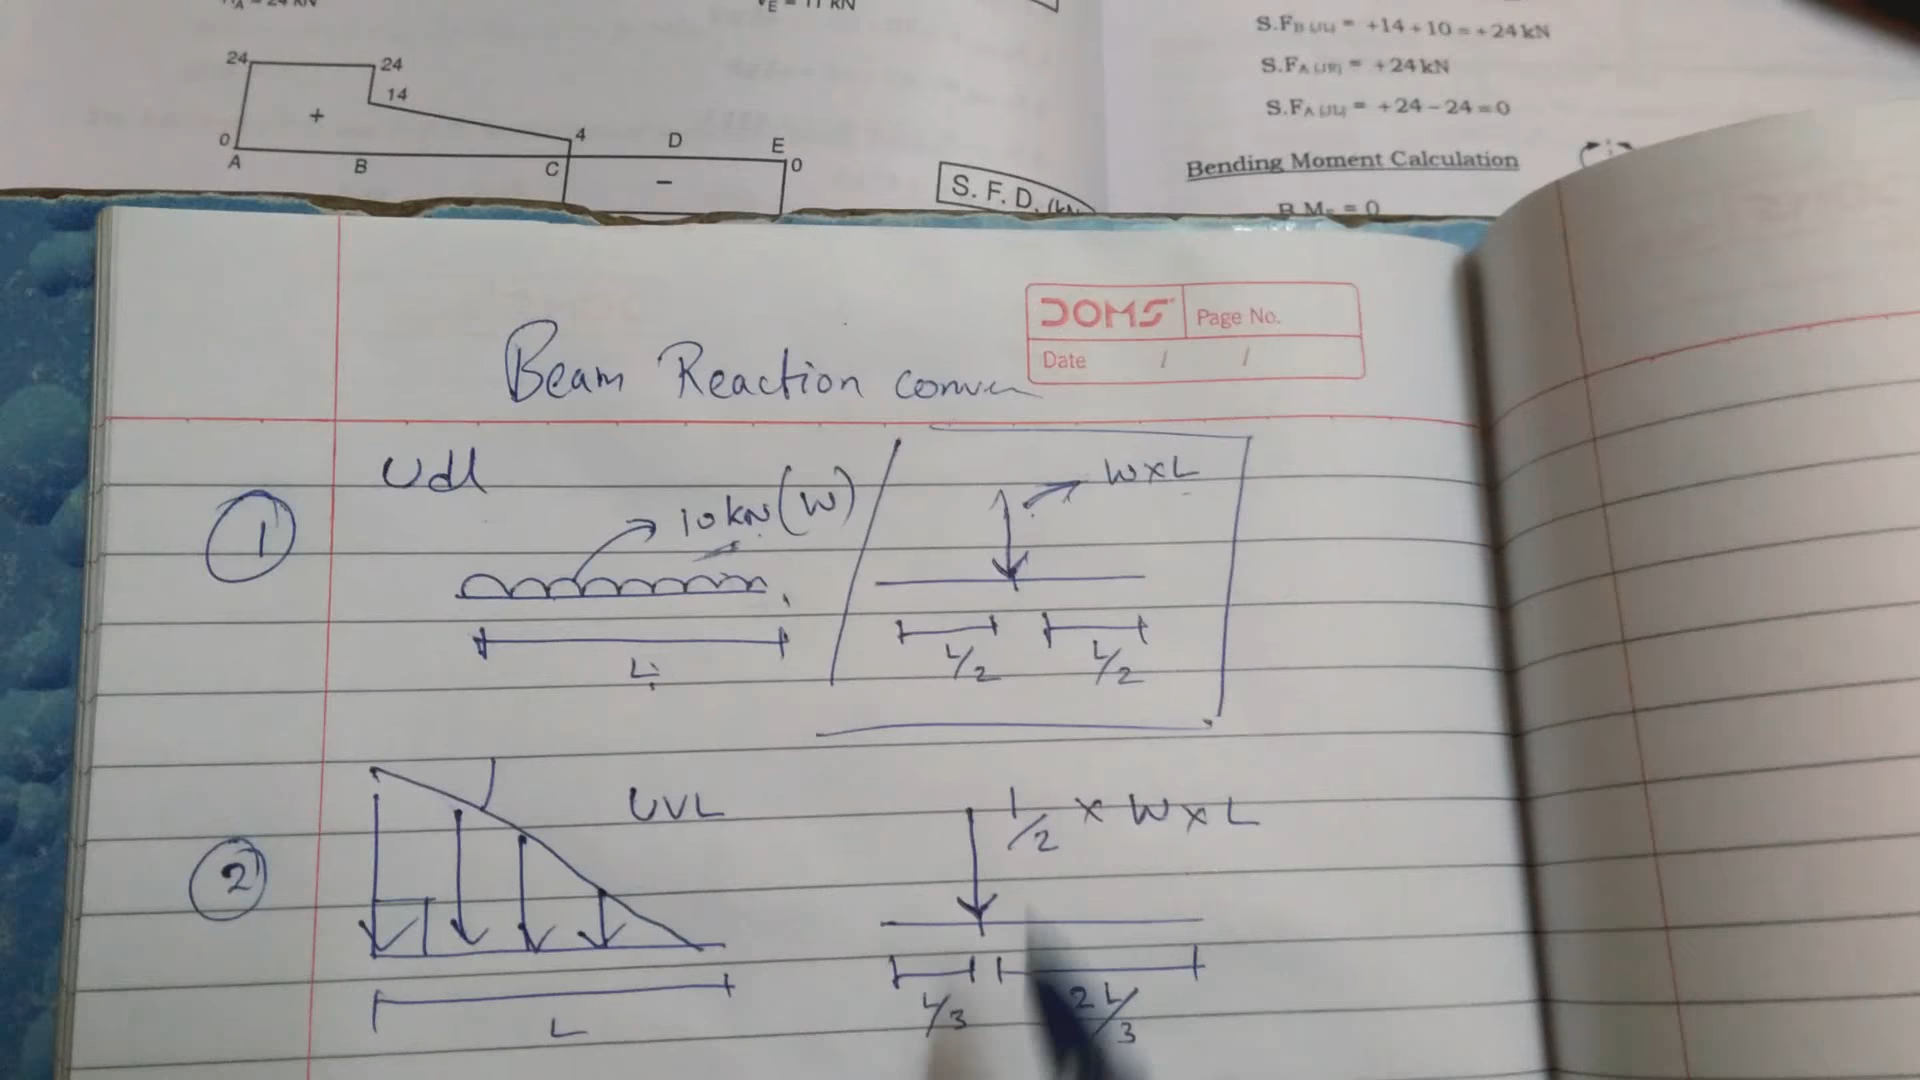 24
24
14
+
0
4
A
B
C
D
E
0
−
S. F. D.
S.F_B = +14+10=+24 kN
S.F_A = +24 kN
S.F_A = +24−24=0
Bending Moment Calculation
B.M = 0
DOMS
Page No.
Date / /
Beam Reaction
Udl
1
10 kN (W)
L
W×L
L/2
L/2
2
UVL
L
1/2 × W × L
L/3
2L/3